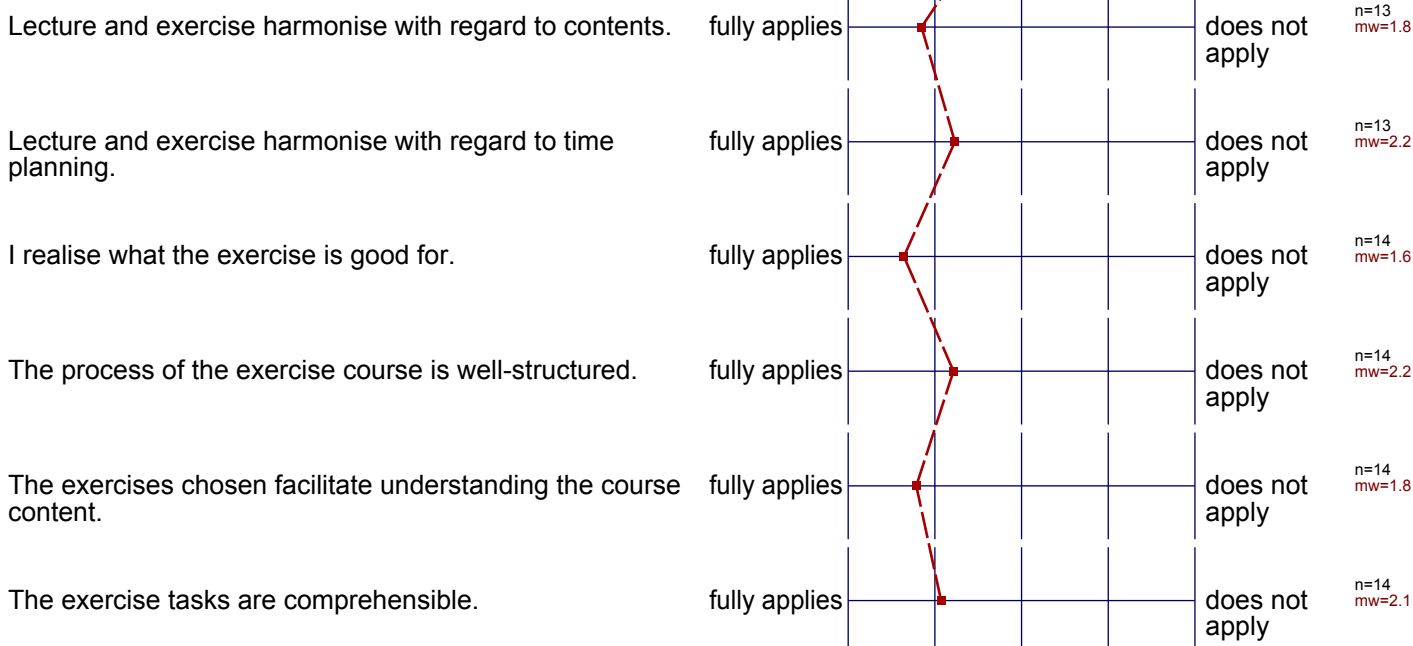 Lecture and exercise harmonise with regard to contents. fully applies does not apply n=13 mw=1.8
Lecture and exercise harmonise with regard to time planning. fully applies does not apply n=13 mw=2.2
I realise what the exercise is good for. fully applies does not apply n=14 mw=1.6
The process of the exercise course is well-structured. fully applies does not apply n=14 mw=2.2
The exercises chosen facilitate understanding the course content. fully applies does not apply n=14 mw=1.8
The exercise tasks are comprehensible. fully applies does not apply n=14 mw=2.1